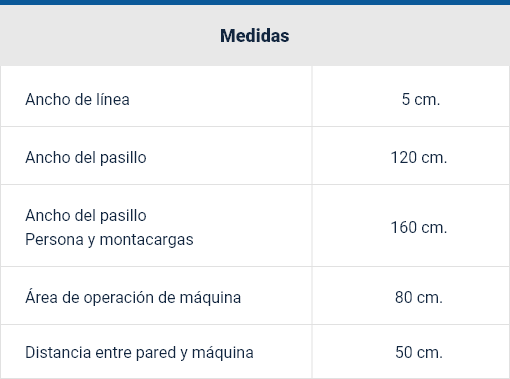 Medidas
Ancho de línea 5 cm.
Ancho del pasillo 120 cm.
Ancho del pasillo
Persona y montacargas 160 cm.
Área de operación de máquina 80 cm.
Distancia entre pared y máquina 50 cm.